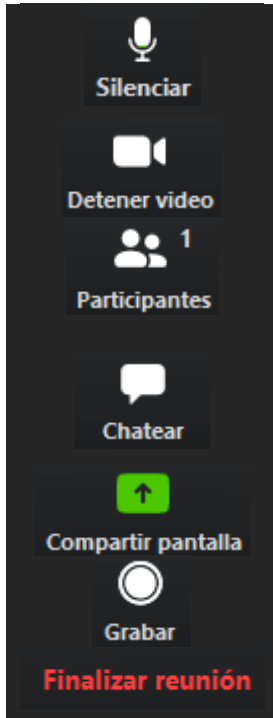 Silenciar
Detener video
1
Participantes
Chatear
Compartir pantalla
Grabar
Finalizar reunión